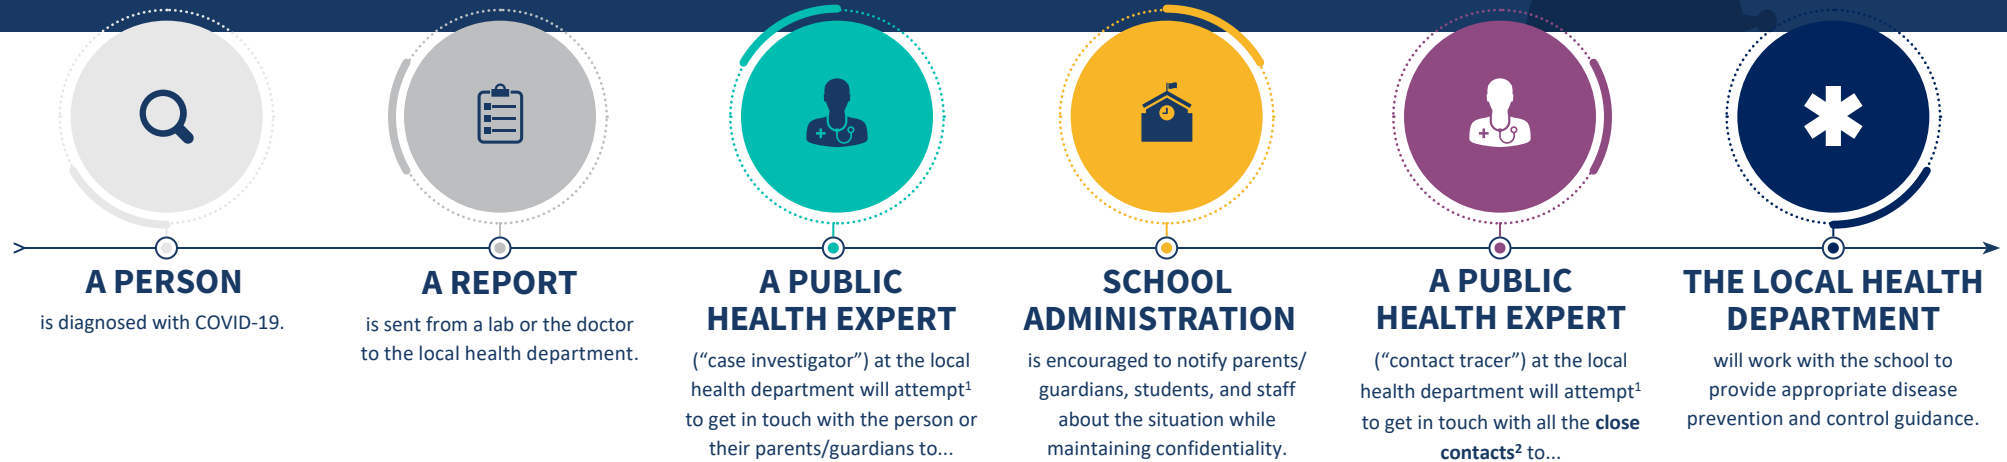 A PERSON
is diagnosed with COVID-19.
A REPORT
is sent from a lab or the doctor
to the local health department.
A PUBLIC
HEALTH EXPERT
(“case investigator”) at the local
health department will attempt¹
to get in touch with the person or
their parents/guardians to...
SCHOOL
ADMINISTRATION
is encouraged to notify parents/
guardians, students, and staff
about the situation while
maintaining confidentiality.
A PUBLIC
HEALTH EXPERT
(“contact tracer”) at the local
health department will attempt¹
to get in touch with all the close
contacts² to...
THE LOCAL HEALTH
DEPARTMENT
will work with the school to
provide appropriate disease
prevention and control guidance.